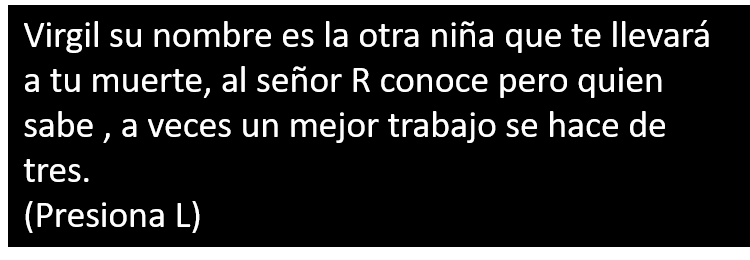 Virgil su nombre es la otra niña que te llevará
a tu muerte, al señor R conoce pero quien
sabe , a veces un mejor trabajo se hace de
tres.
(Presiona L)